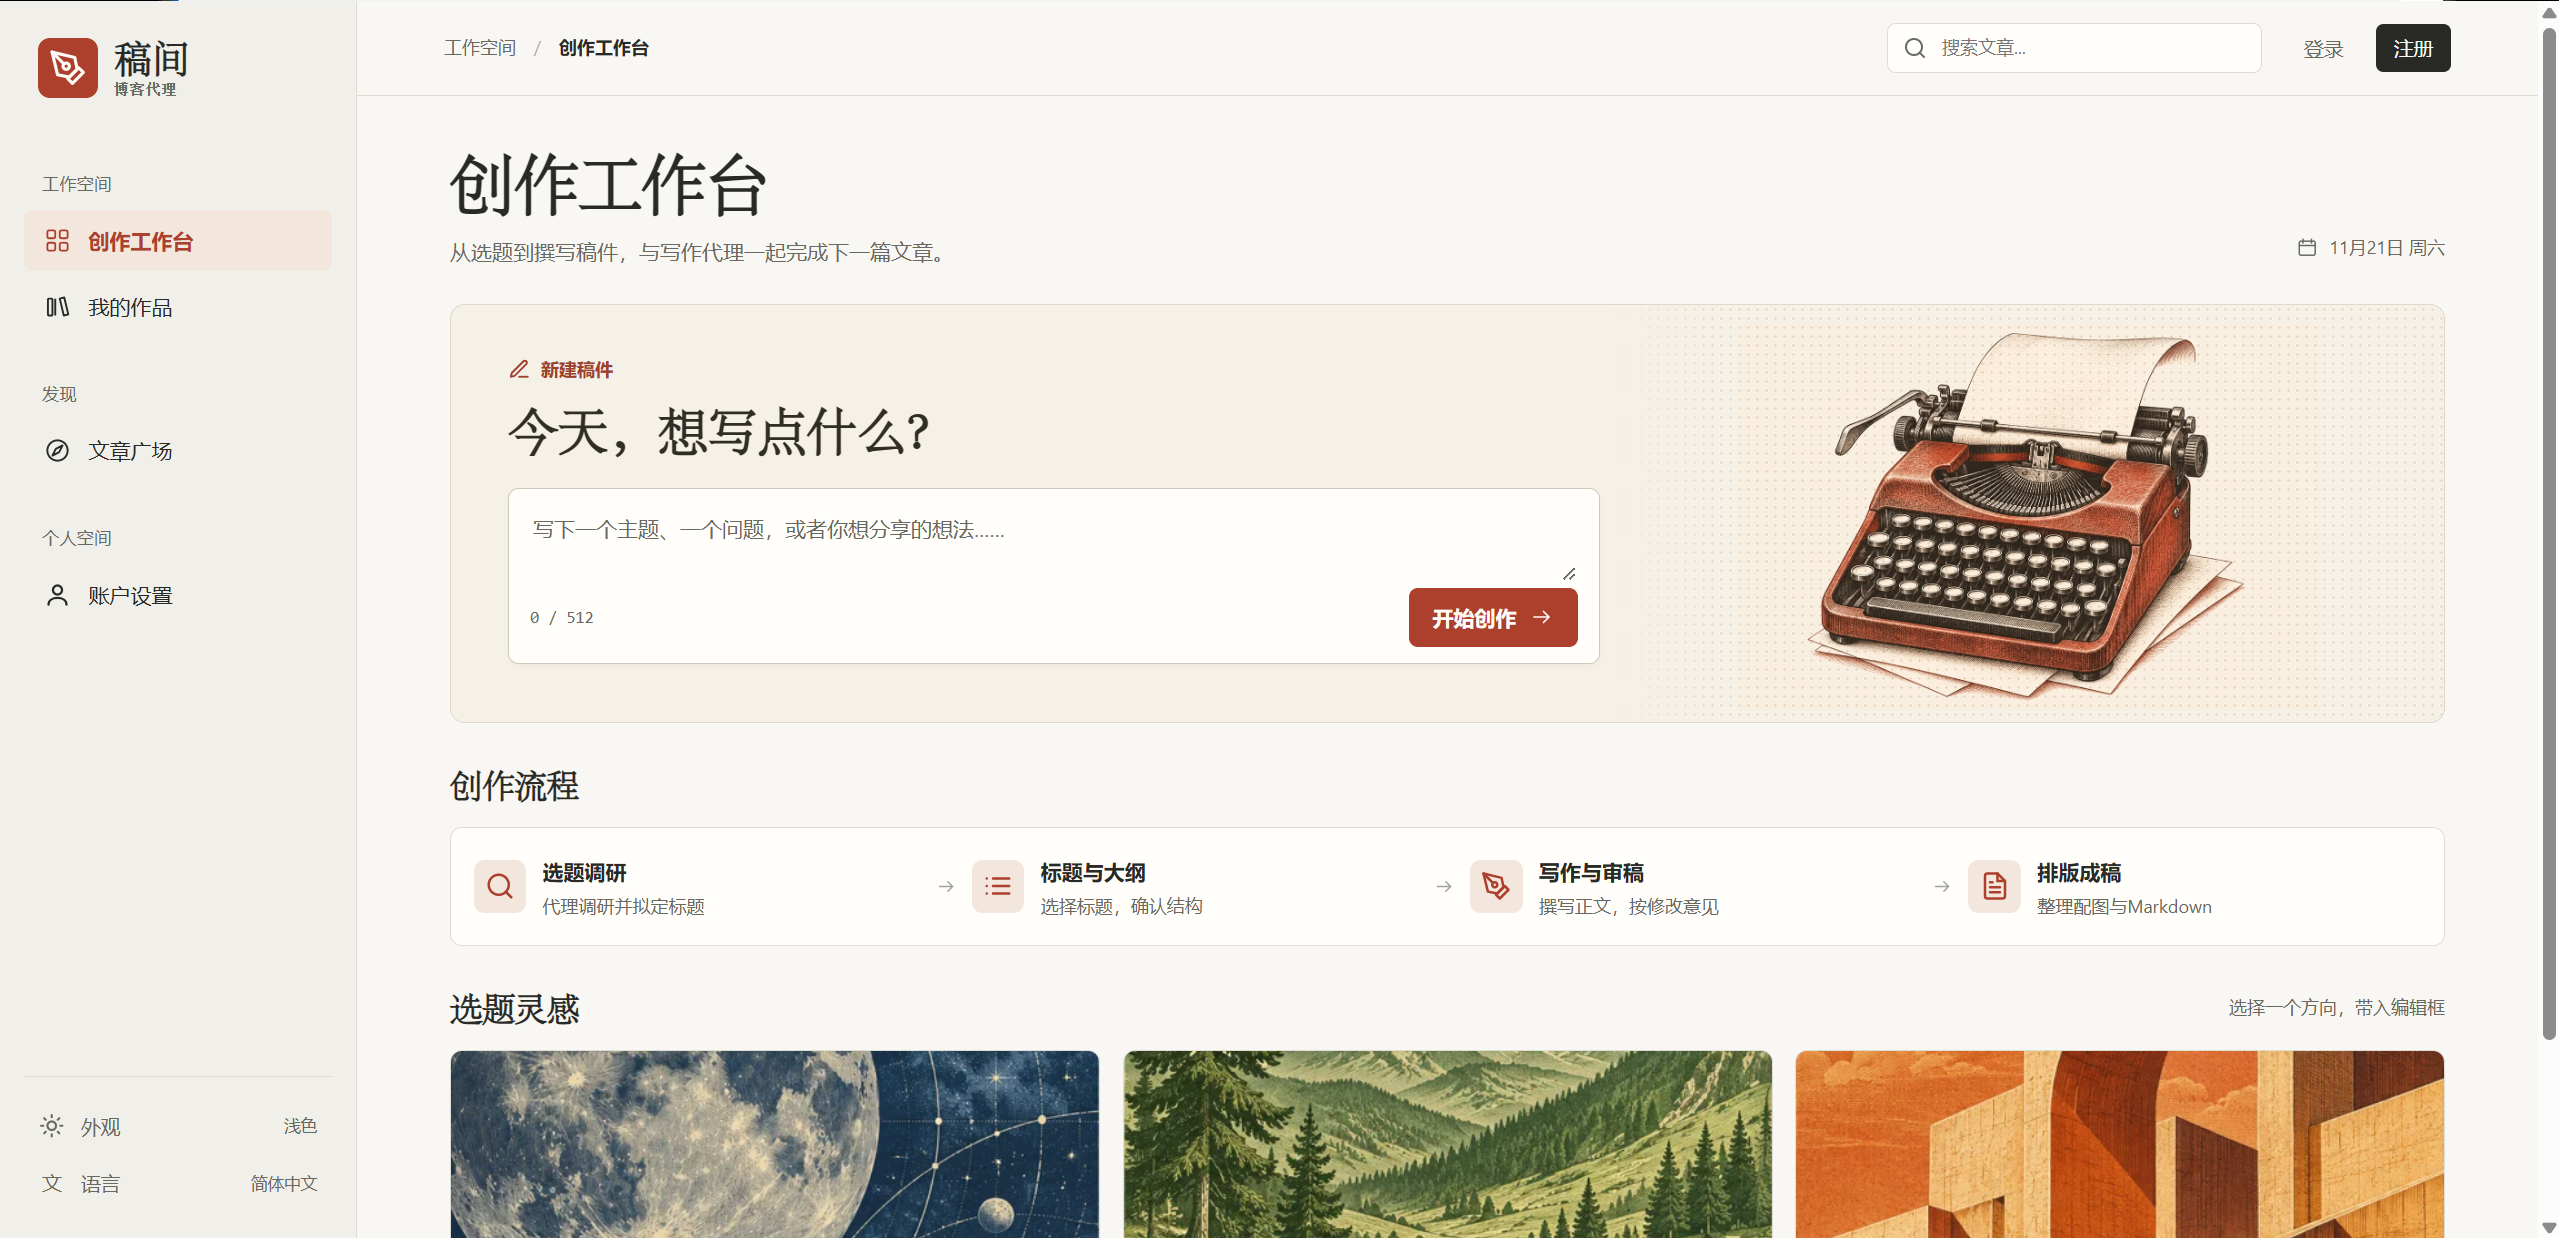 稿间
博客代理
工作空间
创作工作台
我的作品
发现
文章广场
个人空间
账户设置
外观
浅色
文 语言
简体中文
工作空间 / 创作工作台
搜索文章...
登录
注册
创作工作台
从选题到撰写稿件，与写作代理一起完成下一篇文章。
11月21日 周六
新建稿件
今天，想写点什么?
写下一个主题、一个问题，或者你想分享的想法......
0 / 512
开始创作
创作流程
选题调研
代理调研并拟定标题
标题与大纲
选择标题，确认结构
写作与审稿
撰写正文，按修改意见
排版成稿
整理配图与Markdown
选题灵感
选择一个方向，带入编辑框